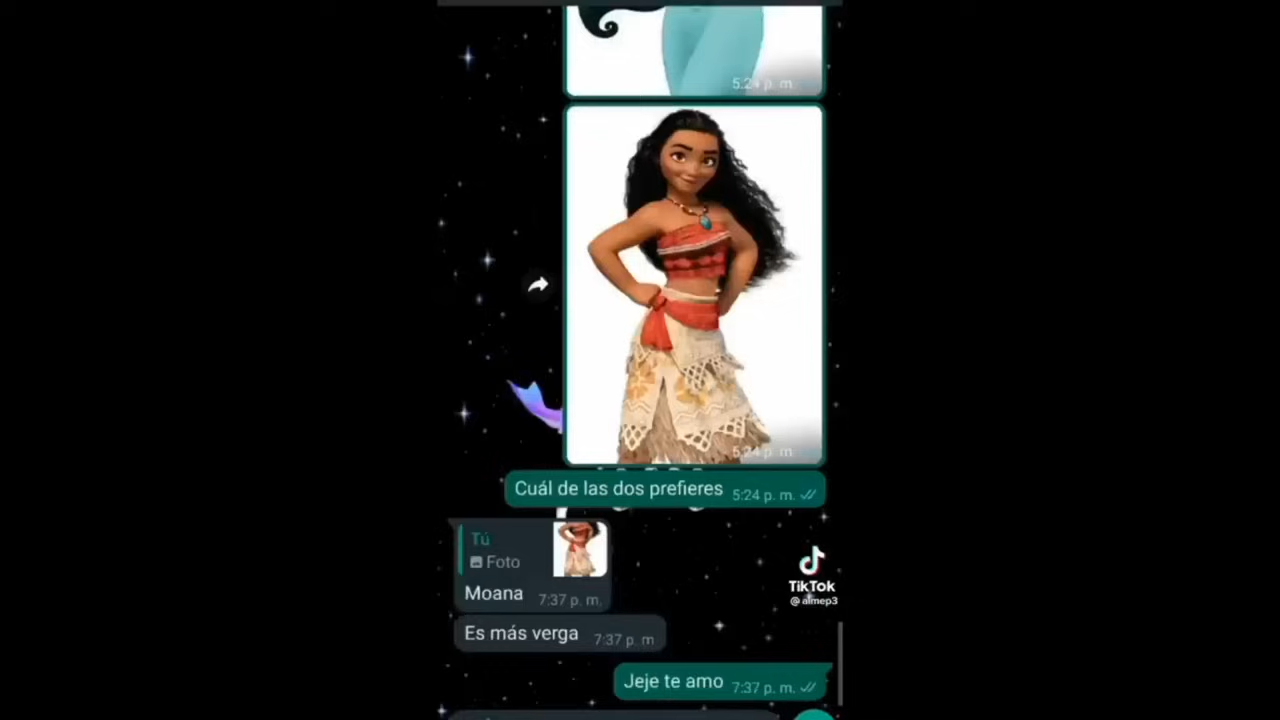 5:24 p. m.
5:24 p. m.
Cuál de las dos prefieres 5:24 p. m.
Tú
Foto
Moana 7:37 p. m.
Es más verga 7:37 p. m
Jeje te amo 7:37 p. m.
TikTok
@almep3